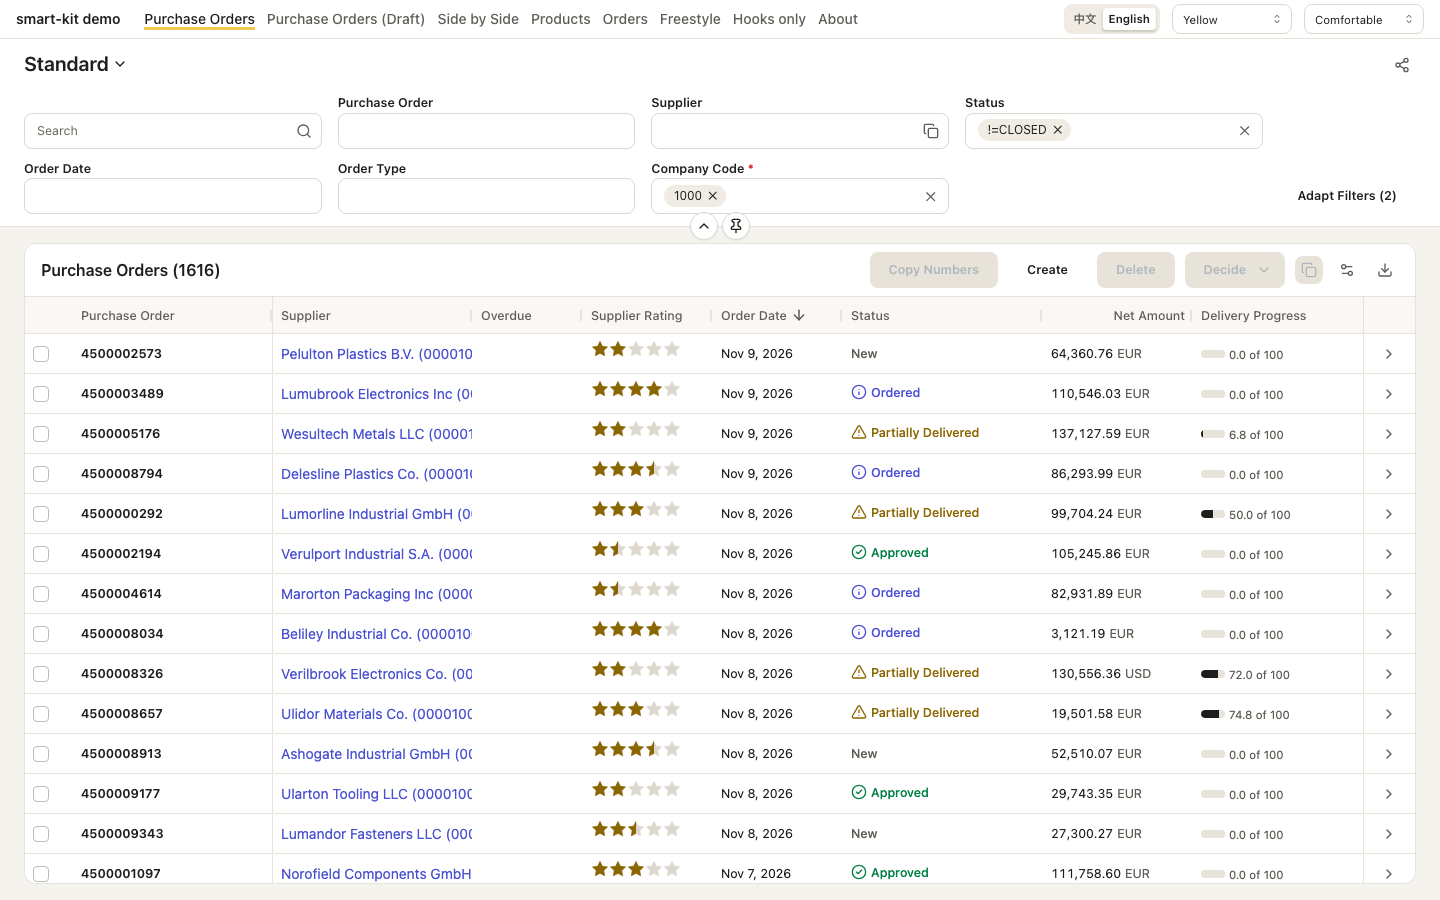 smart-kit demo Purchase Orders Purchase Orders (Draft) Side by Side Products Orders Freestyle Hooks only About 中文 English Yellow Comfortable
Standard
Search
Purchase Order
Supplier
Status
!=CLOSED
Order Date
Order Type
Company Code *
1000
Adapt Filters (2)
Purchase Orders (1616) Copy Numbers Create Delete Decide
Purchase Order Supplier Overdue Supplier Rating Order Date Status Net Amount Delivery Progress
4500002573 Pelulton Plastics B.V. (000010 Nov 9, 2026 New 64,360.76 EUR 0.0 of 100
4500003489 Lumubrook Electronics Inc (00 Nov 9, 2026 Ordered 110,546.03 EUR 0.0 of 100
4500005176 Wesultech Metals LLC (00001 Nov 9, 2026 Partially Delivered 137,127.59 EUR 6.8 of 100
4500008794 Delesline Plastics Co. (00001 Nov 9, 2026 Ordered 86,293.99 EUR 0.0 of 100
4500000292 Lumorline Industrial GmbH (0 Nov 8, 2026 Partially Delivered 99,704.24 EUR 50.0 of 100
4500002194 Verulport Industrial S.A. (0000 Nov 8, 2026 Approved 105,245.86 EUR 0.0 of 100
4500004614 Marorton Packaging Inc (0000 Nov 8, 2026 Ordered 82,931.89 EUR 0.0 of 100
4500008034 Beliley Industrial Co. (000010 Nov 8, 2026 Ordered 3,121.19 EUR 0.0 of 100
4500008326 Verilbrook Electronics Co. (00 Nov 8, 2026 Partially Delivered 130,556.36 USD 72.0 of 100
4500008657 Ulidor Materials Co. (0000100 Nov 8, 2026 Partially Delivered 19,501.58 EUR 74.8 of 100
4500008913 Ashogate Industrial GmbH (00 Nov 8, 2026 New 52,510.07 EUR 0.0 of 100
4500009177 Ularton Tooling LLC (0000100 Nov 8, 2026 Approved 29,743.35 EUR 0.0 of 100
4500009343 Lumandor Fasteners LLC (000 Nov 8, 2026 New 27,300.27 EUR 0.0 of 100
4500001097 Norofield Components GmbH Nov 7, 2026 Approved 111,758.60 EUR 0.0 of 100